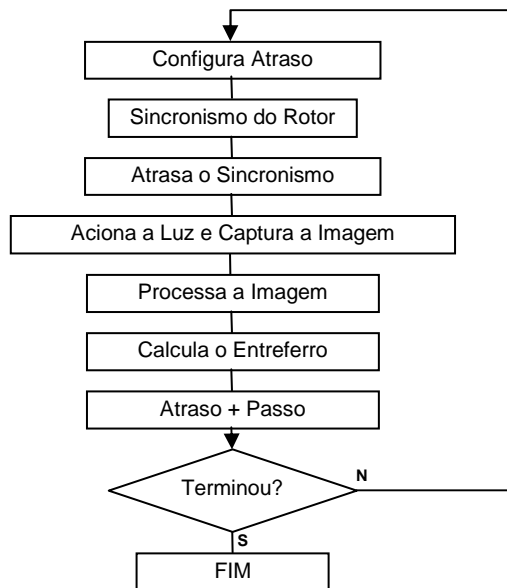 Configura Atraso
Sincronismo do Rotor
Atrasa o Sincronismo
Aciona a Luz e Captura a Imagem
Processa a Imagem
Calcula o Entreferro
Atraso + Passo
Terminou?
N
S
FIM